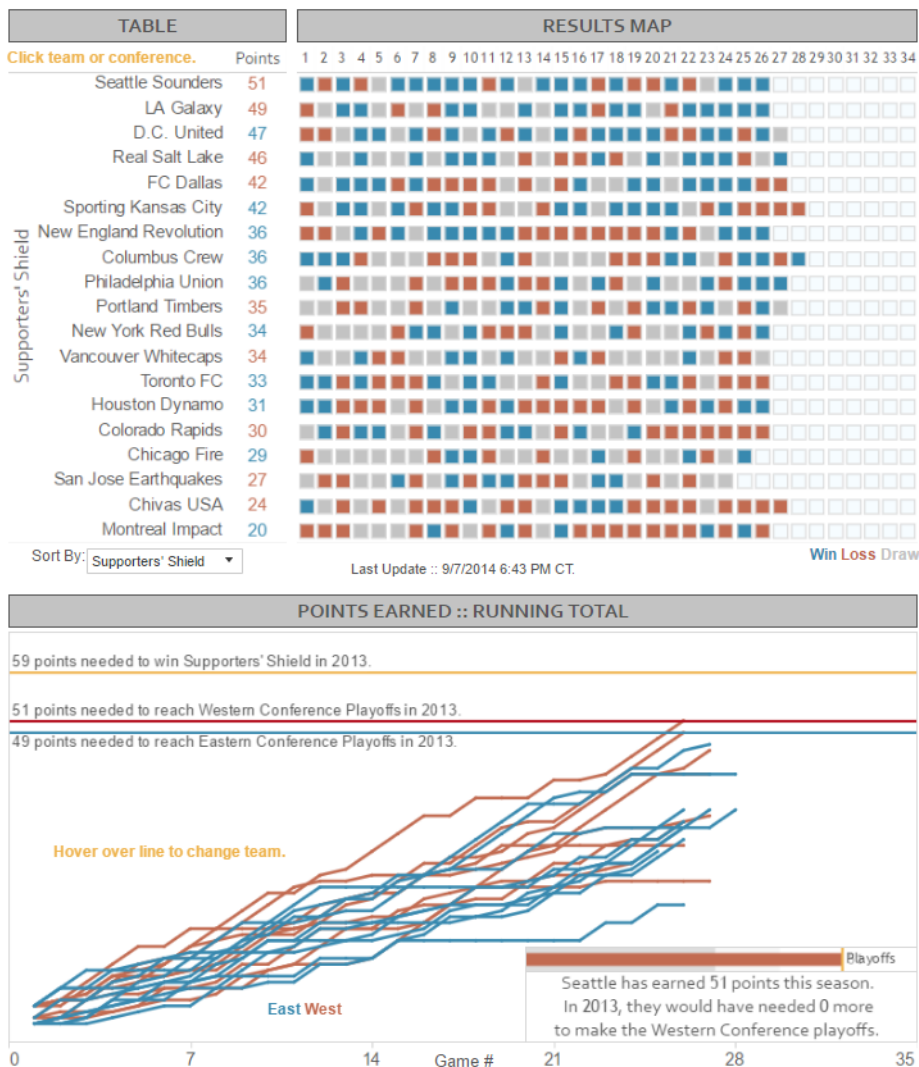 TABLE RESULTS MAP
Click team or conference. Points 1 2 3 4 5 6 7 8 9 10 11 12 13 14 15 16 17 18 19 20 21 22 23 24 25 26 27 28 29 30 31 32 33 34
Supporters' Shield
Seattle Sounders 51
LA Galaxy 49
D.C. United 47
Real Salt Lake 46
FC Dallas 42
Sporting Kansas City 42
New England Revolution 36
Columbus Crew 36
Philadelphia Union 36
Portland Timbers 35
New York Red Bulls 34
Vancouver Whitecaps 34
Toronto FC 33
Houston Dynamo 31
Colorado Rapids 30
Chicago Fire 29
San Jose Earthquakes 27
Chivas USA 24
Montreal Impact 20
Sort By: Supporters' Shield
Last Update :: 9/7/2014 6:43 PM CT.
Win Loss Draw
POINTS EARNED :: RUNNING TOTAL
59 points needed to win Supporters' Shield in 2013.
51 points needed to reach Western Conference Playoffs in 2013.
49 points needed to reach Eastern Conference Playoffs in 2013.
Hover over line to change team.
Playoffs
Seattle has earned 51 points this season.
In 2013, they would have needed 0 more
to make the Western Conference playoffs.
East West
0 7 14 Game # 21 28 35